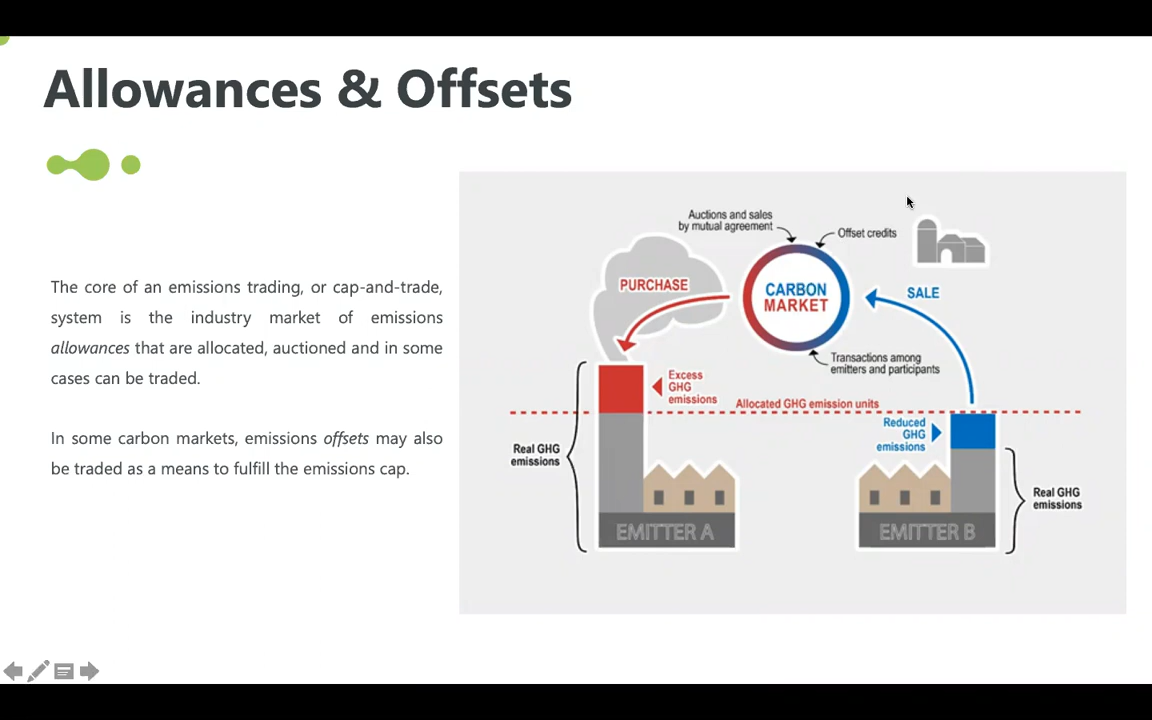 Allowances & Offsets
The core of an emissions trading, or cap-and-trade,
system is the industry market of emissions
allowances that are allocated, auctioned and in some
cases can be traded.
In some carbon markets, emissions offsets may also
be traded as a means to fulfill the emissions cap.
Auctions and sales
by mutual agreement
Offset credits
PURCHASE
CARBON
MARKET
SALE
Transactions among
emitters and participants
Excess
GHG
emissions
Allocated GHG emission units
Reduced
GHG
emissions
Real GHG
emissions
Real GHG
emissions
EMITTER A
EMITTER B